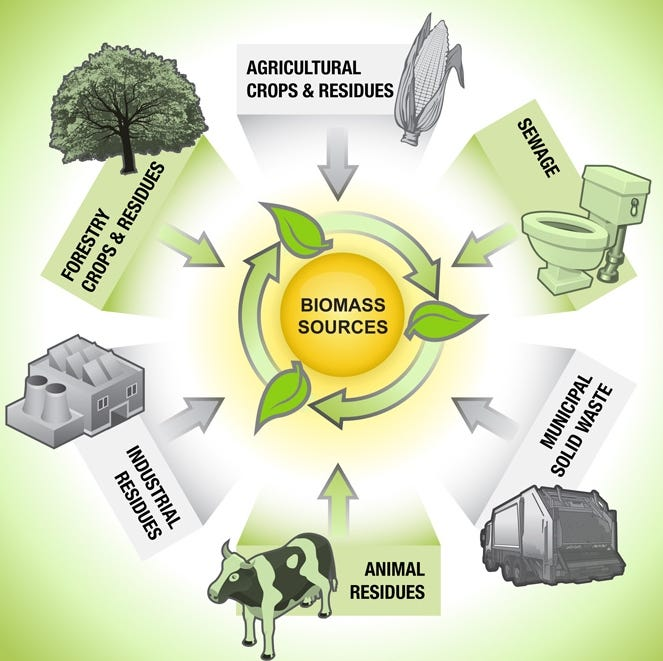 AGRICULTURAL
CROPS & RESIDUES
SEWAGE
FORESTRY
CROPS & RESIDUES
BIOMASS
SOURCES
MUNICIPAL
SOLID WASTE
INDUSTRIAL
RESIDUES
ANIMAL
RESIDUES